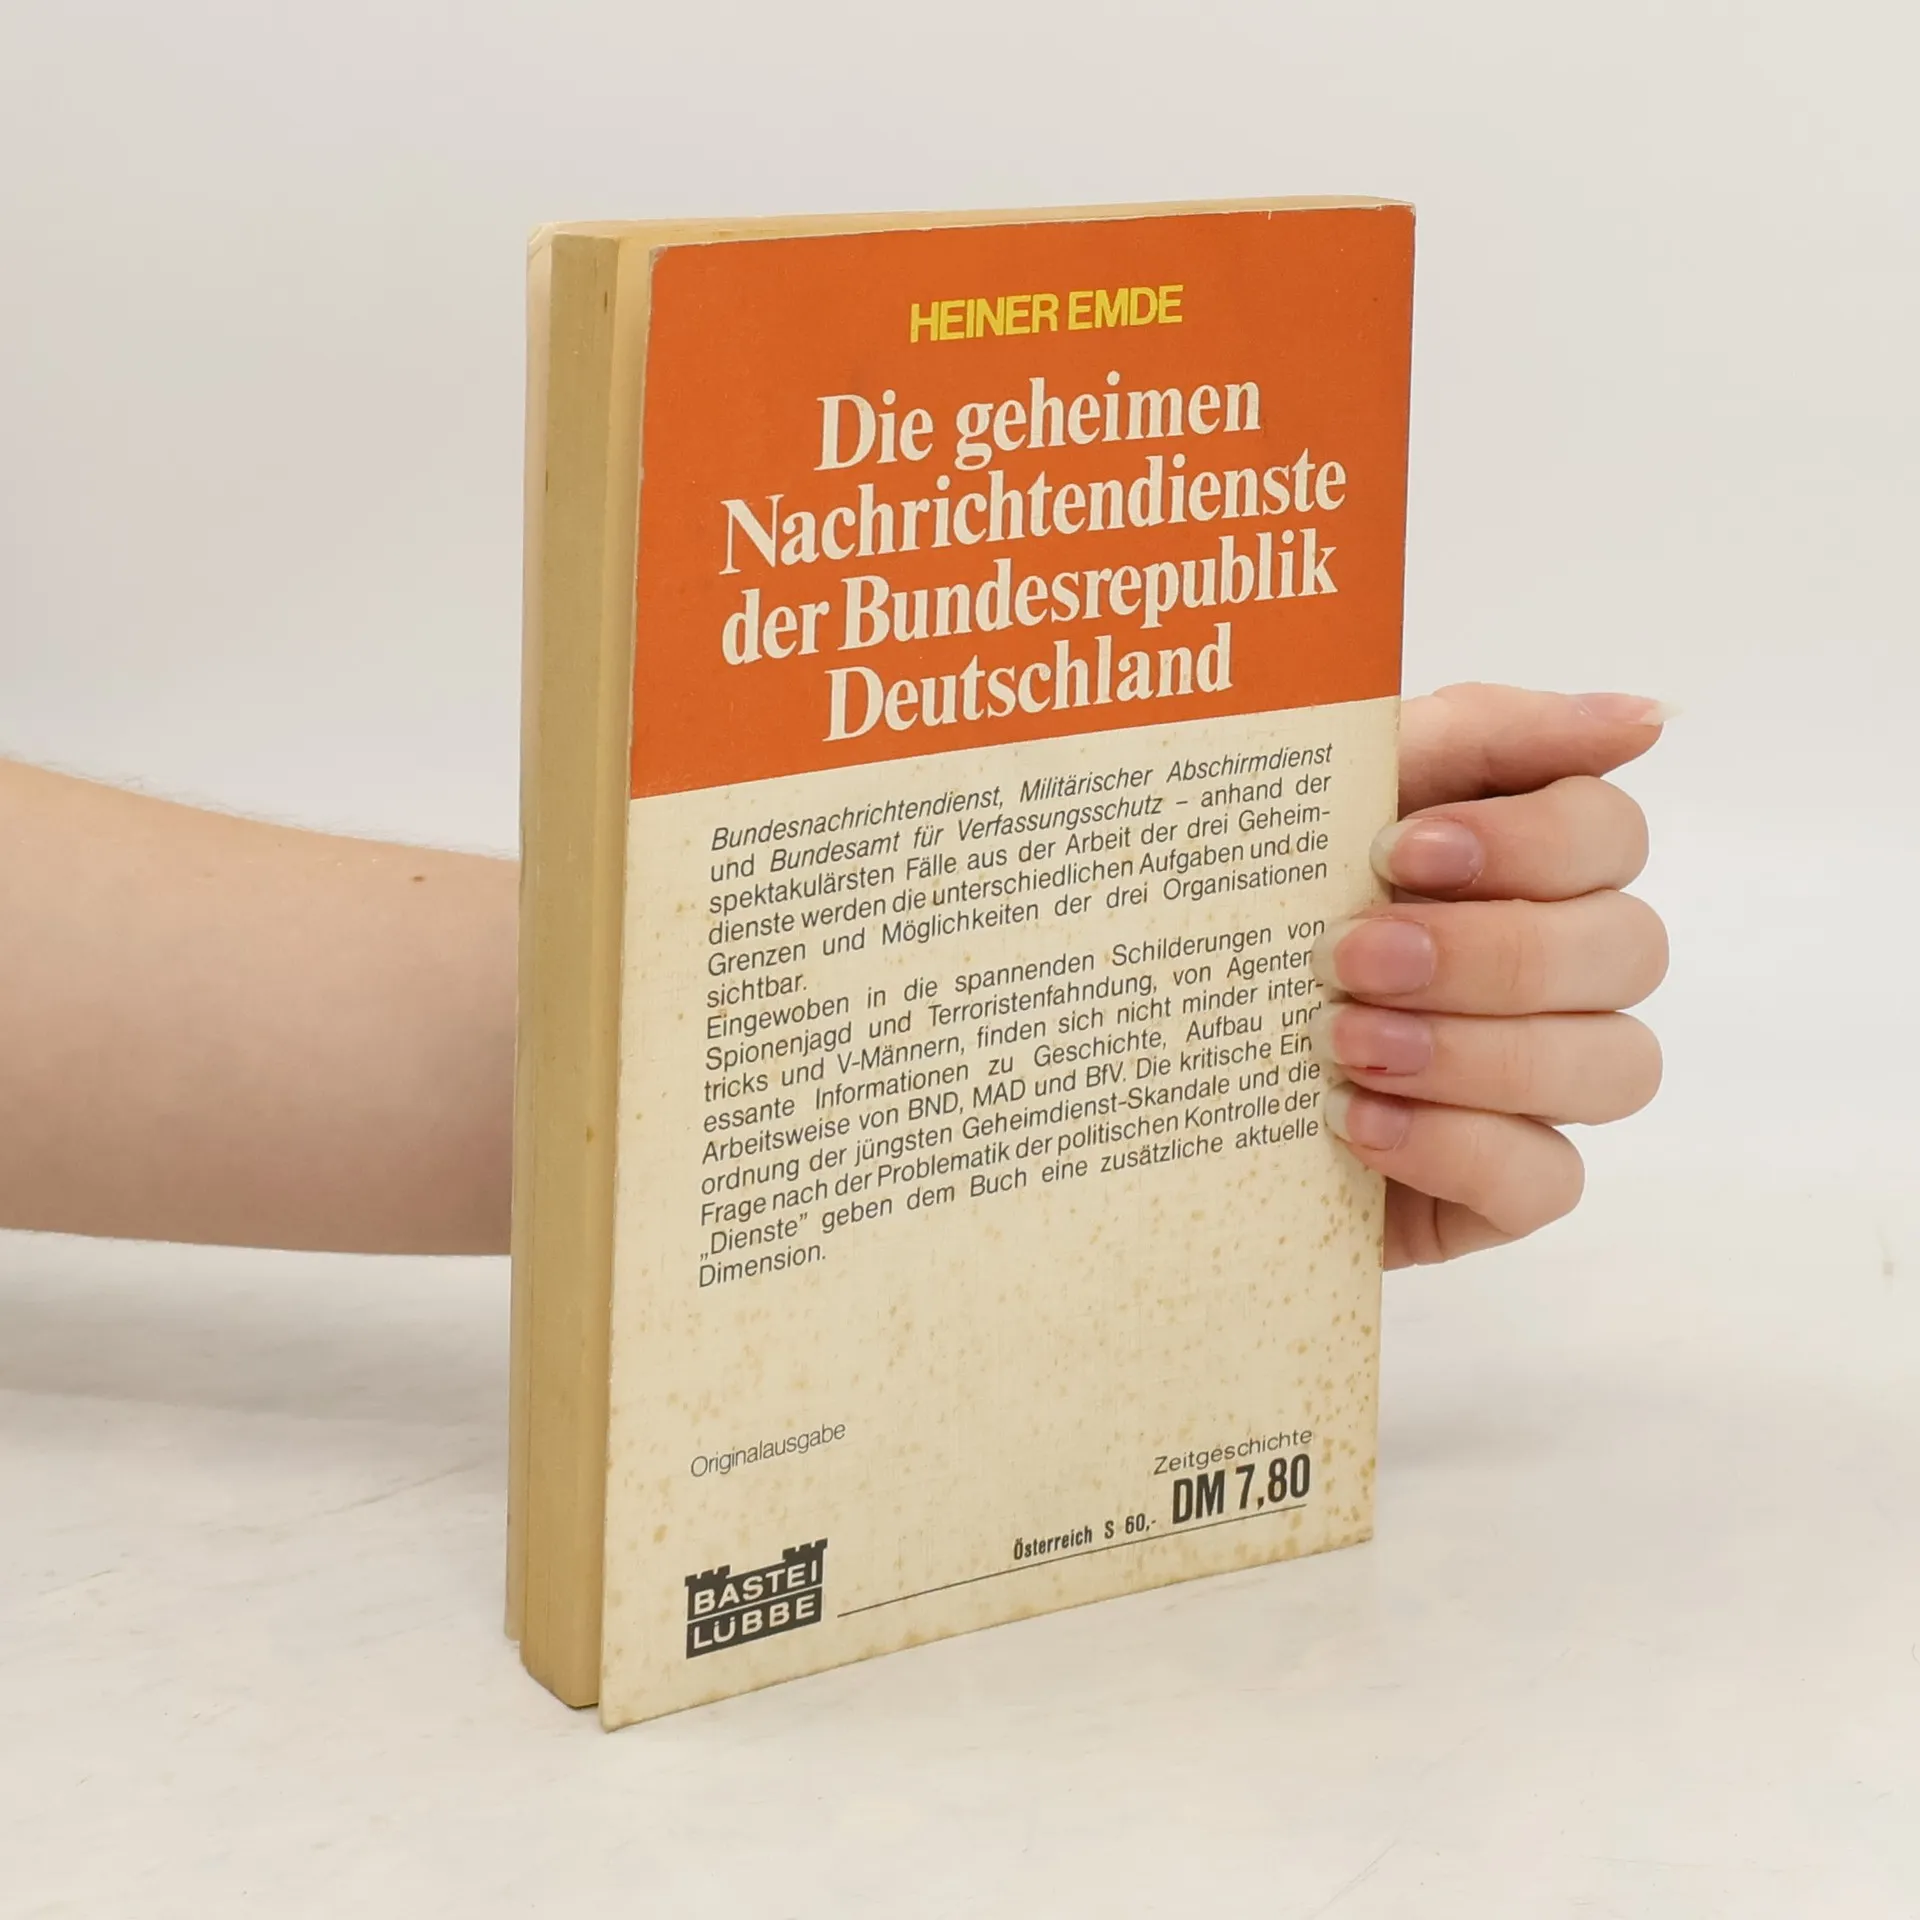 HEINER EMDE
Die geheimen
Nachrichtendienste
der Bundesrepublik
Deutschland
Bundesnachrichtendienst, Militärischer Abschirmdienst
und Bundesamt für Verfassungsschutz – anhand der
spektakulärsten Fälle aus der Arbeit der drei Geheim-
dienste werden die unterschiedlichen Aufgaben und die
Grenzen und Möglichkeiten der drei Organisationen
sichtbar.
Eingewoben in die spannenden Schilderungen von
Spionenjagd und Terroristenfahndung, von Agenten
tricks und V-Männern, finden sich nicht minder inter-
essante Informationen zu Geschichte, Aufbau und
Arbeitsweise von BND, MAD und BfV. Die kritische Ein
ordnung der jüngsten Geheimdienst-Skandale und die
Frage nach der Problematik der politischen Kontrolle der
„Dienste” geben dem Buch eine zusätzliche aktuelle
Dimension.
Originalausgabe
Zeitgeschichte
Österreich S 60,- DM 7,80
BASTEI
LÜBBE